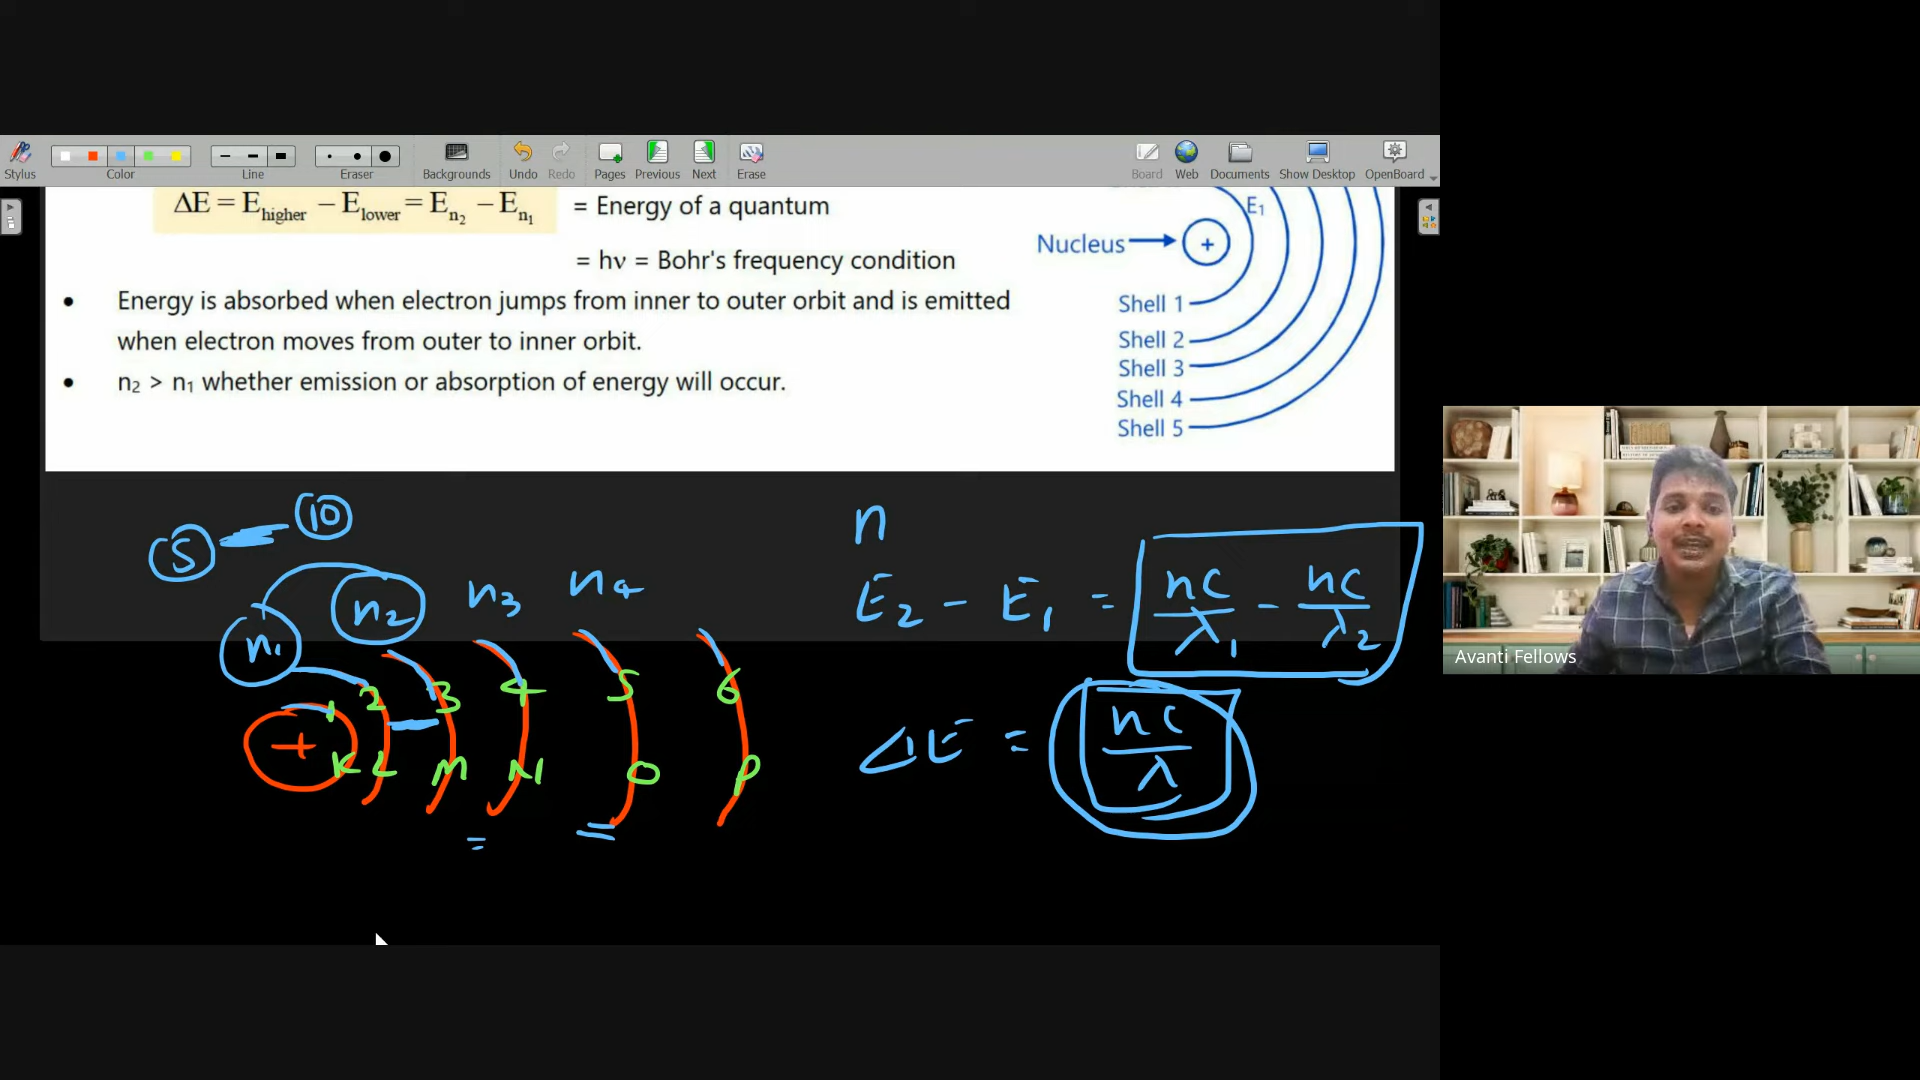 Stylus Color Line Eraser Backgrounds Undo Redo Pages Previous Next Erase Board Web Documents Show Desktop OpenBoard
ΔE = E_higher − E_lower = E_n₂ − E_n₁ = Energy of a quantum
= hν = Bohr's frequency condition
• Energy is absorbed when electron jumps from inner to outer orbit and is emitted
when electron moves from outer to inner orbit.
• n₂ > n₁ whether emission or absorption of energy will occur.
E₁
Nucleus
+
Shell 1
Shell 2
Shell 3
Shell 4
Shell 5
5 10
n₁ n₂ n₃ n₄
1 2 3 4 5 6
+
K L M N O P
n
E₂ − E₁ = hc/λ₁ − hc/λ₂
ΔE = hc/λ
Avanti Fellows